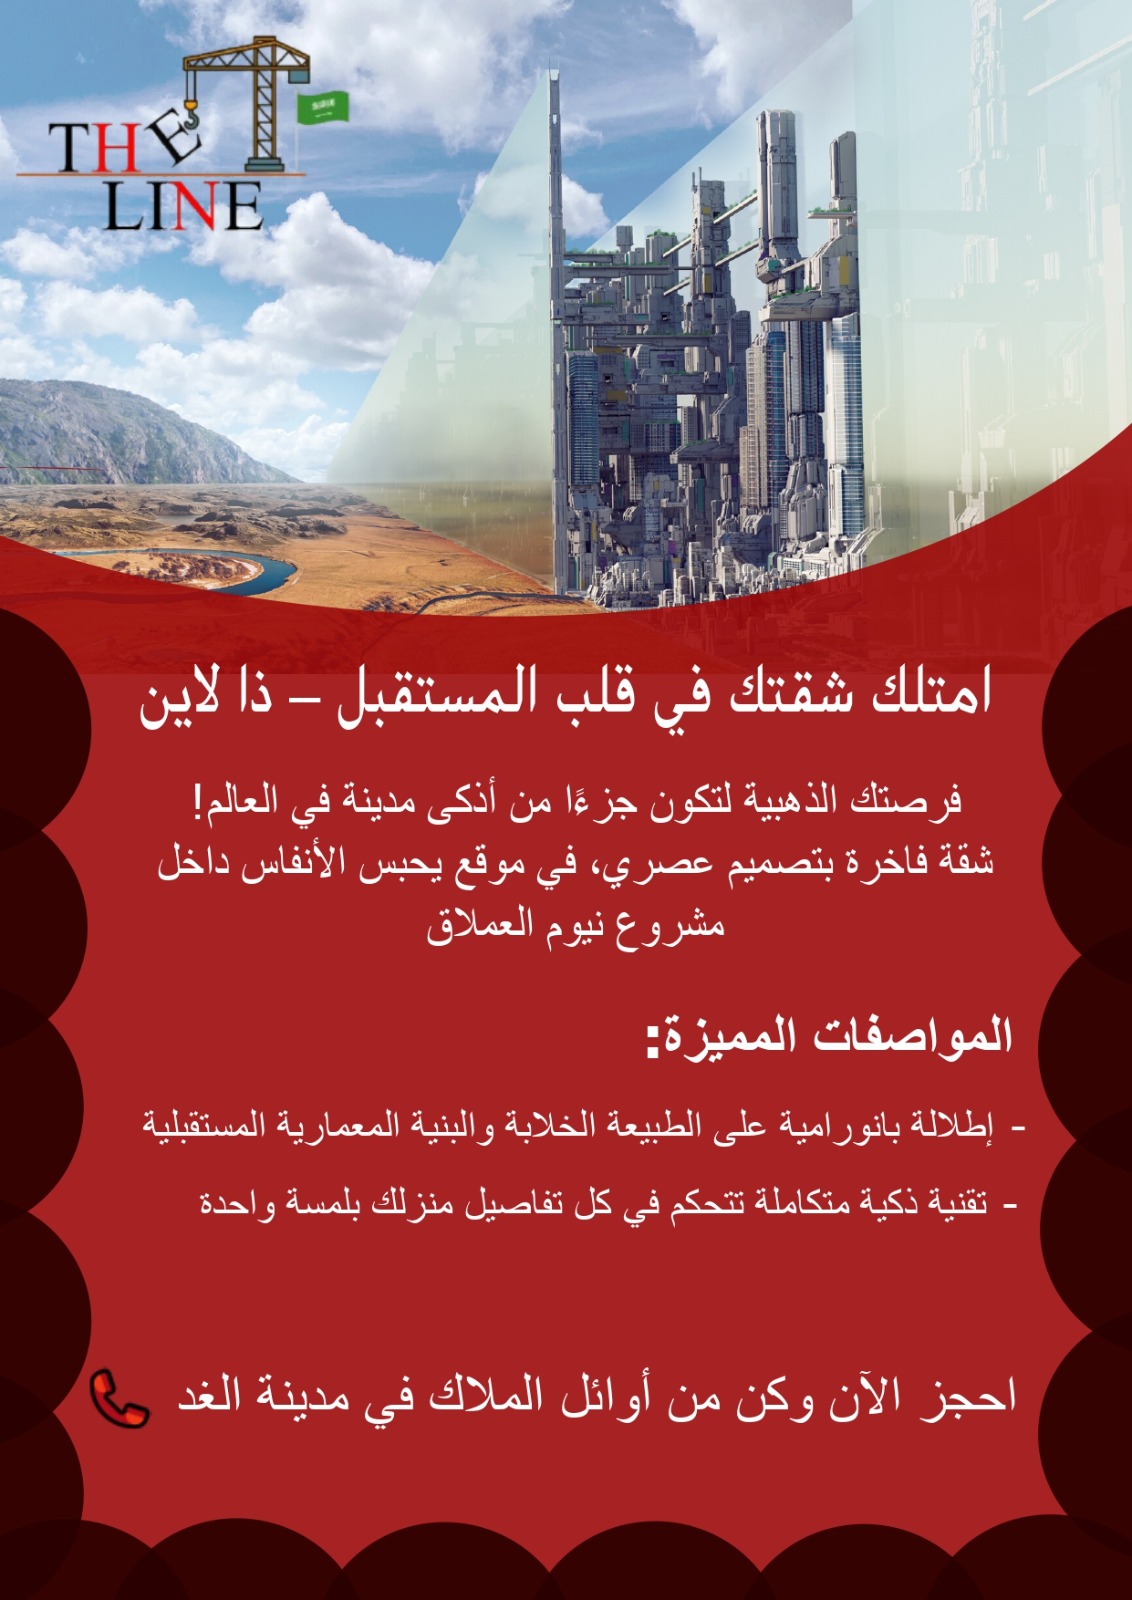 THE
LINE
امتلك شقتك في قلب المستقبل – ذا لاين
فرصتك الذهبية لتكون جزءًا من أذكى مدينة في العالم!
شقة فاخرة بتصميم عصري، في موقع يحبس الأنفاس داخل
مشروع نيوم العملاق
المواصفات المميزة:
- إطلالة بانورامية على الطبيعة الخلابة والبنية المعمارية المستقبلية
- تقنية ذكية متكاملة تتحكم في كل تفاصيل منزلك بلمسة واحدة
احجز الآن وكن من أوائل الملاك في مدينة الغد